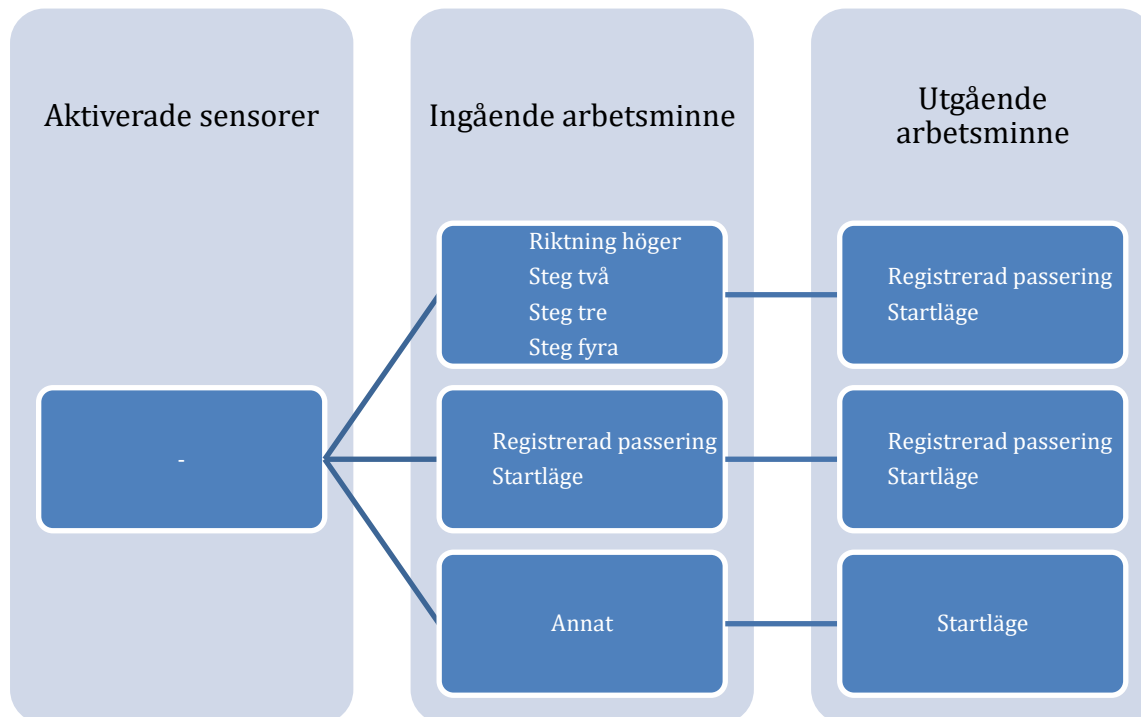 Aktiverade sensorer
Ingående arbetsminne
Utgående
arbetsminne
-
Riktning höger
Steg två
Steg tre
Steg fyra
Registrerad passering
Startläge
Registrerad passering
Startläge
Registrerad passering
Startläge
Annat
Startläge